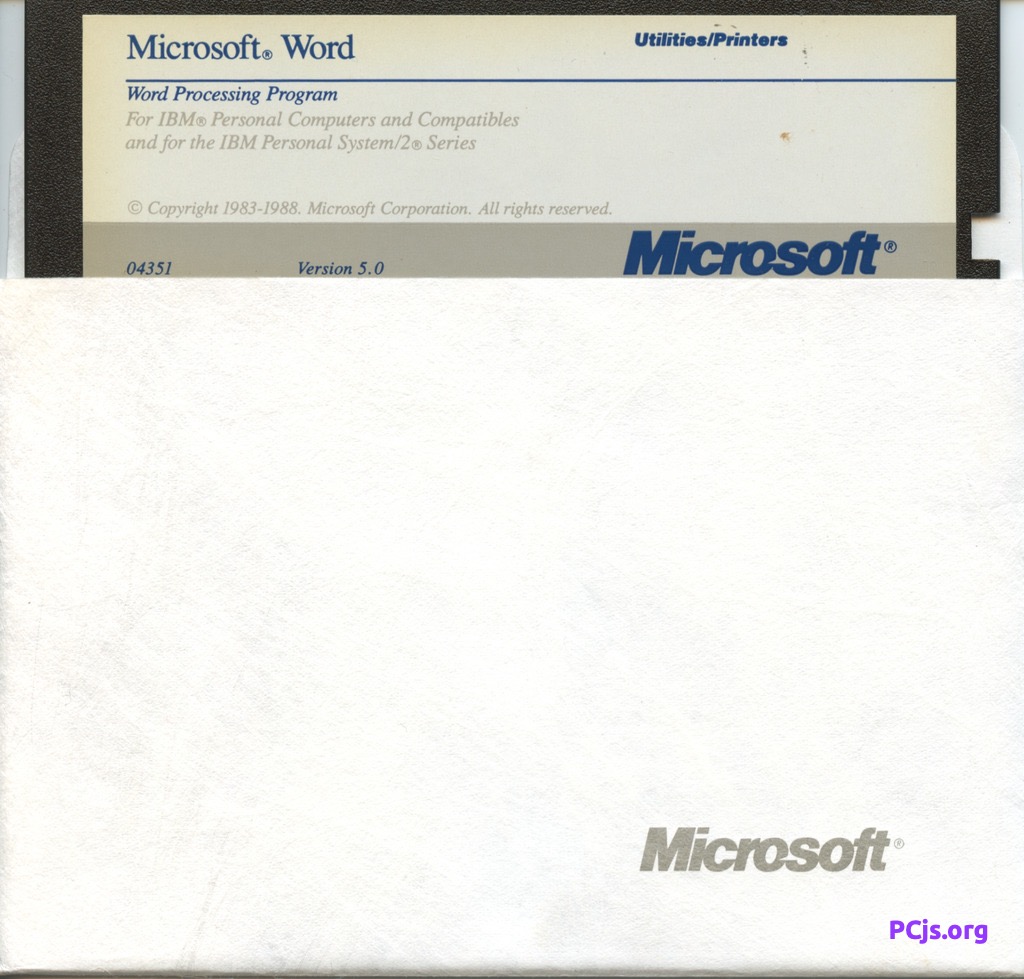 Microsoft® Word
Utilities/Printers
Word Processing Program
For IBM® Personal Computers and Compatibles
and for the IBM Personal System/2® Series
© Copyright 1983-1988. Microsoft Corporation. All rights reserved.
Microsoft®
04351 Version 5.0
Microsoft®
PCjs.org